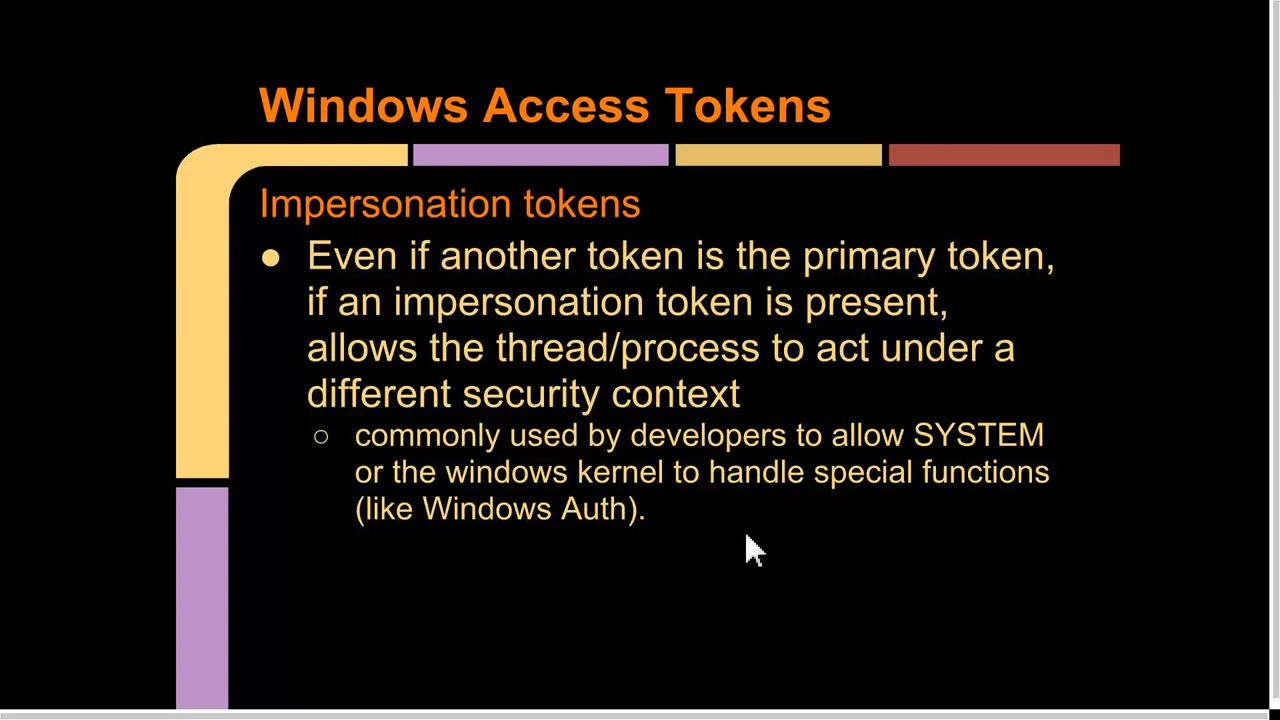 Windows Access Tokens
Impersonation tokens
● Even if another token is the primary token,
if an impersonation token is present,
allows the thread/process to act under a
different security context
○ commonly used by developers to allow SYSTEM
or the windows kernel to handle special functions
(like Windows Auth).